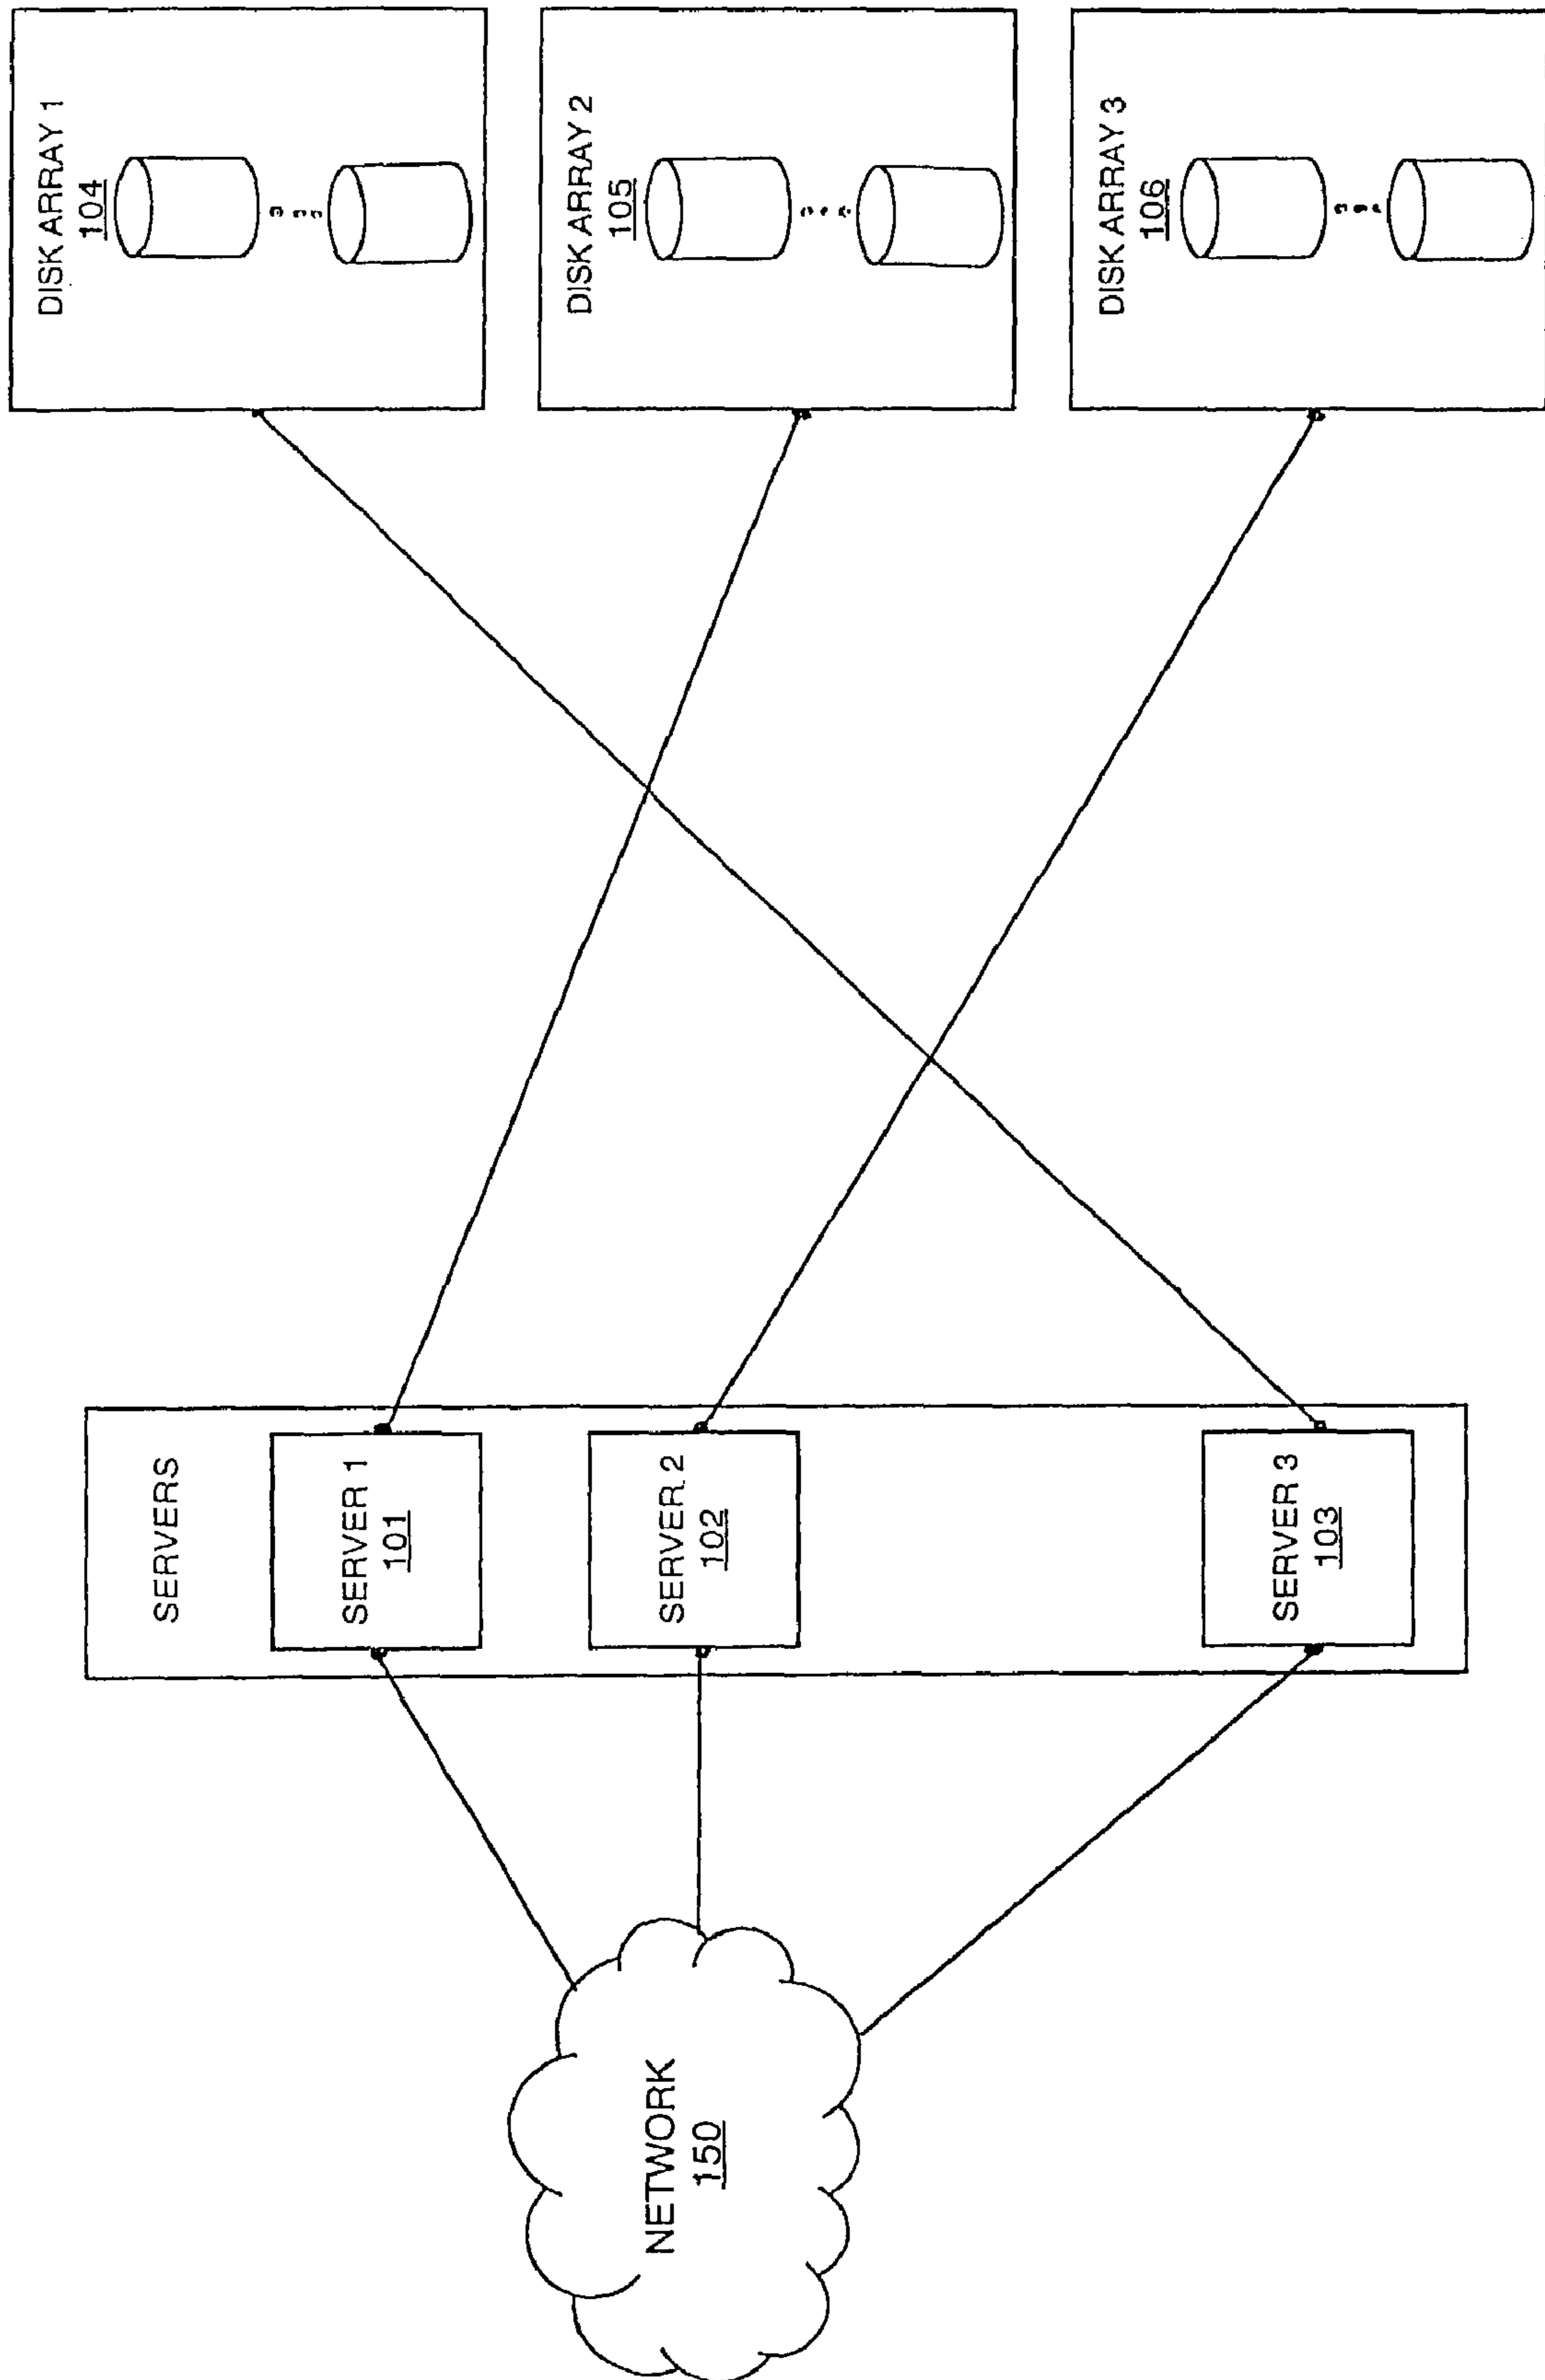 NETWORK
150
SERVERS
SERVER 1
101
SERVER 2
102
SERVER 3
103
DISK ARRAY 1
104
DISK ARRAY 2
105
DISK ARRAY 3
106